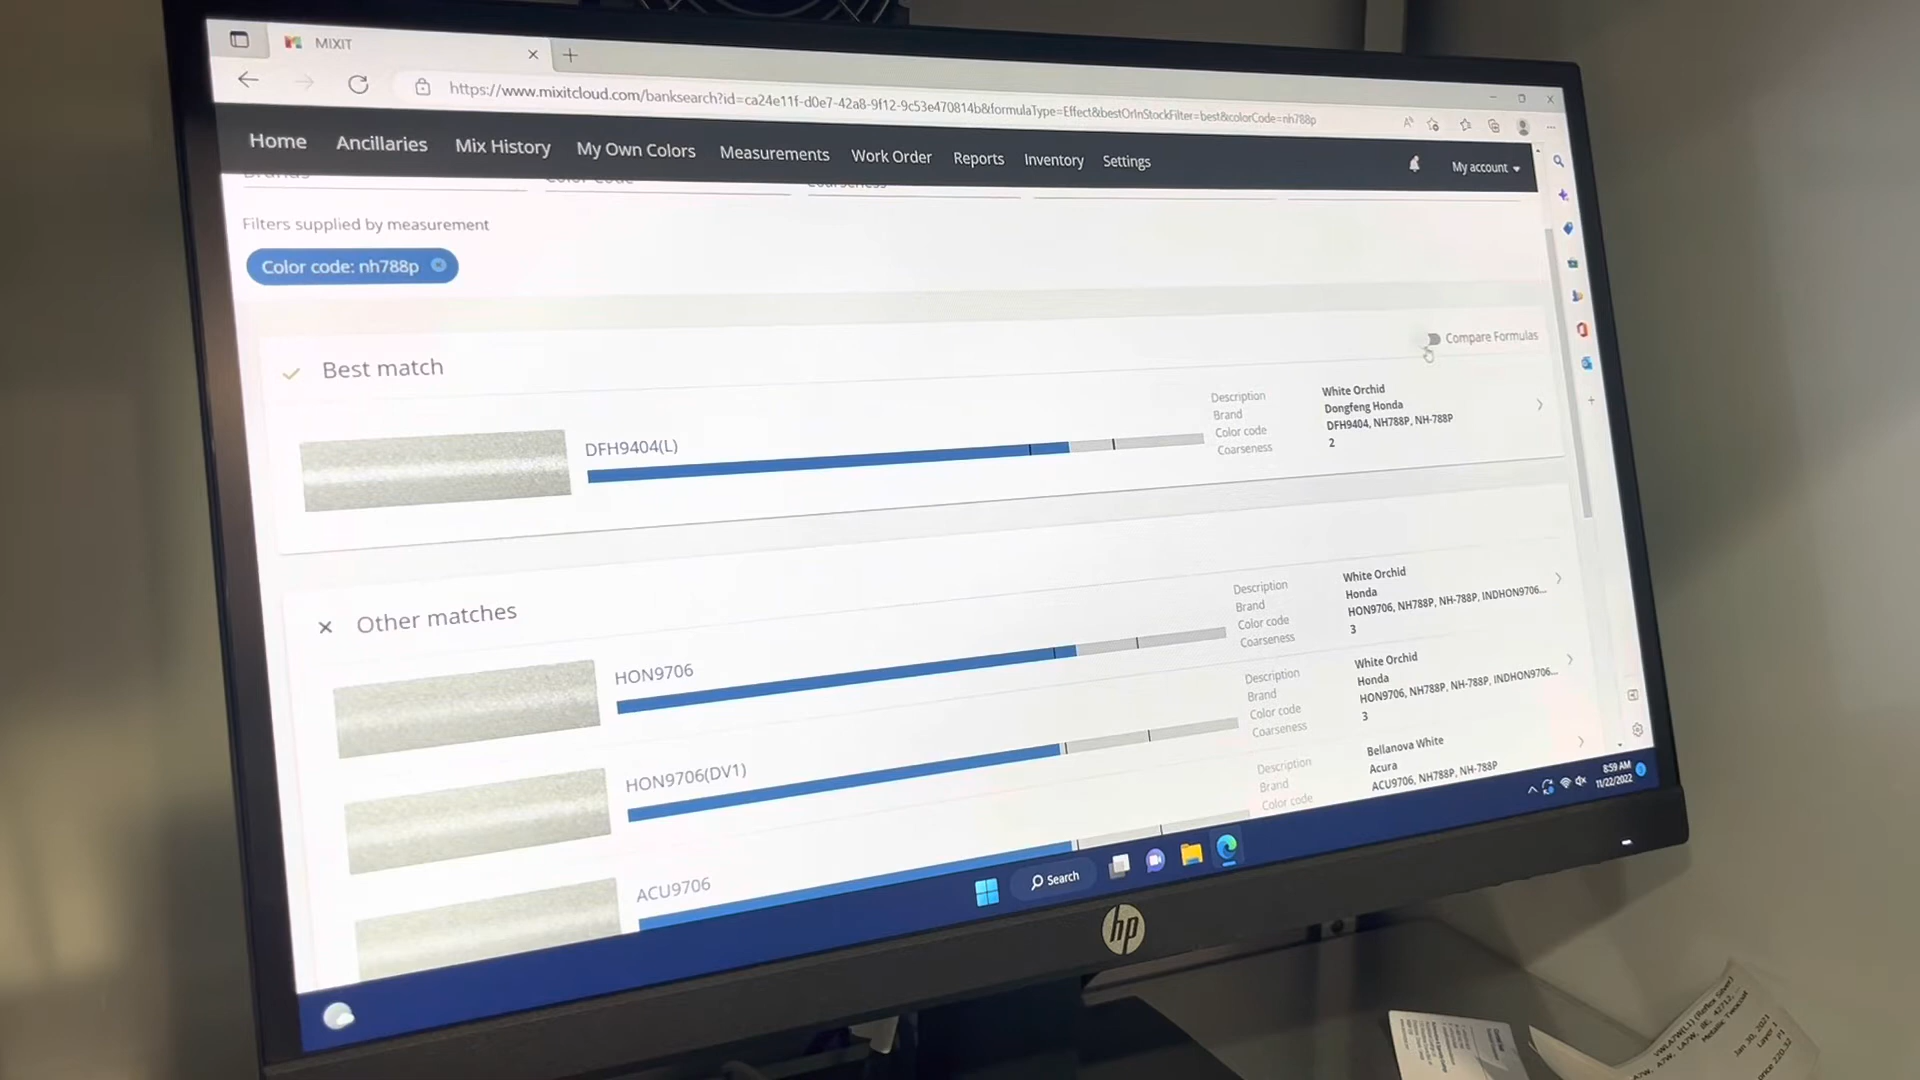 MIXIT
https://www.mixitcloud.com/banksearch?id=ca24e11f-d0e7-42a8-9f12-9c53e470814b&formulaType=Effect&bestOrInStockFilter=best&colorCode=nh788p
Home Ancillaries Mix History My Own Colors Measurements Work Order Reports Inventory Settings My account
Filters supplied by measurement
Color code: nh788p
Compare Formulas
Best match
DFH9404(L)
Description White Orchid
Brand Dongfeng Honda
Color code DFH9404, NH788P, NH-788P
Coarseness 2
Other matches
HON9706
Description White Orchid
Brand Honda
Color code HON9706, NH788P, NH-788P, INDHON9706...
Coarseness 3
HON9706(DV1)
Description White Orchid
Brand Honda
Color code HON9706, NH788P, NH-788P, INDHON9706...
Coarseness 3
ACU9706
Description Bellanova White
Brand Acura
Color code ACU9706, NH788P, NH-788P
Search
8:59 AM
11/22/2022
hp
Jan 30, 2021
Layer 1